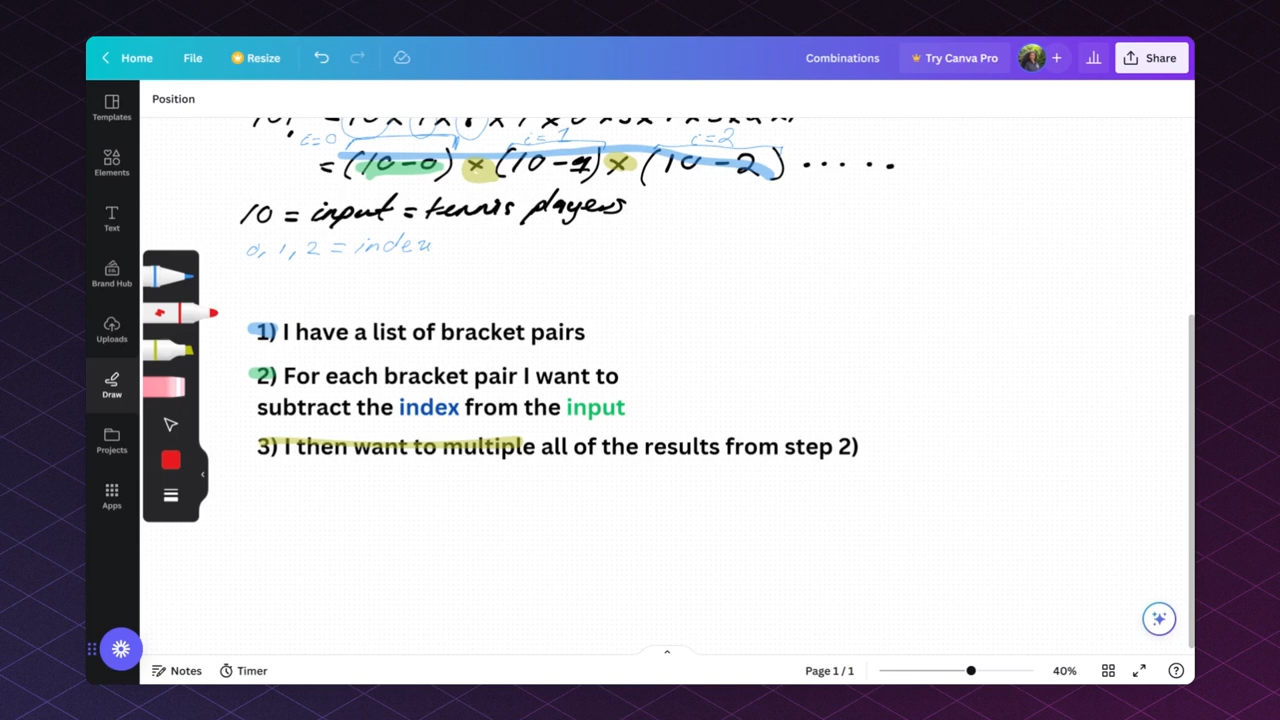 Home File Resize Combinations Try Canva Pro + Share
Position
Templates
Elements
Text
Brand Hub
Uploads
Draw
Projects
Apps
i=0 i=1 i=2
= (10-0) × (10-1) × (10-2) .....
10 = input = tennis players
0, 1, 2 = index
1) I have a list of bracket pairs
2) For each bracket pair I want to
subtract the index from the input
3) I then want to multiple all of the results from step 2)
Notes Timer Page 1 / 1 40%